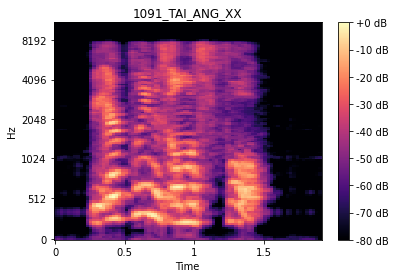 1091_TAI_ANG_XX
8192
4096
2048
1024
512
0
Hz
0
0.5
1
1.5
Time
+0 dB
-10 dB
-20 dB
-30 dB
-40 dB
-50 dB
-60 dB
-70 dB
-80 dB